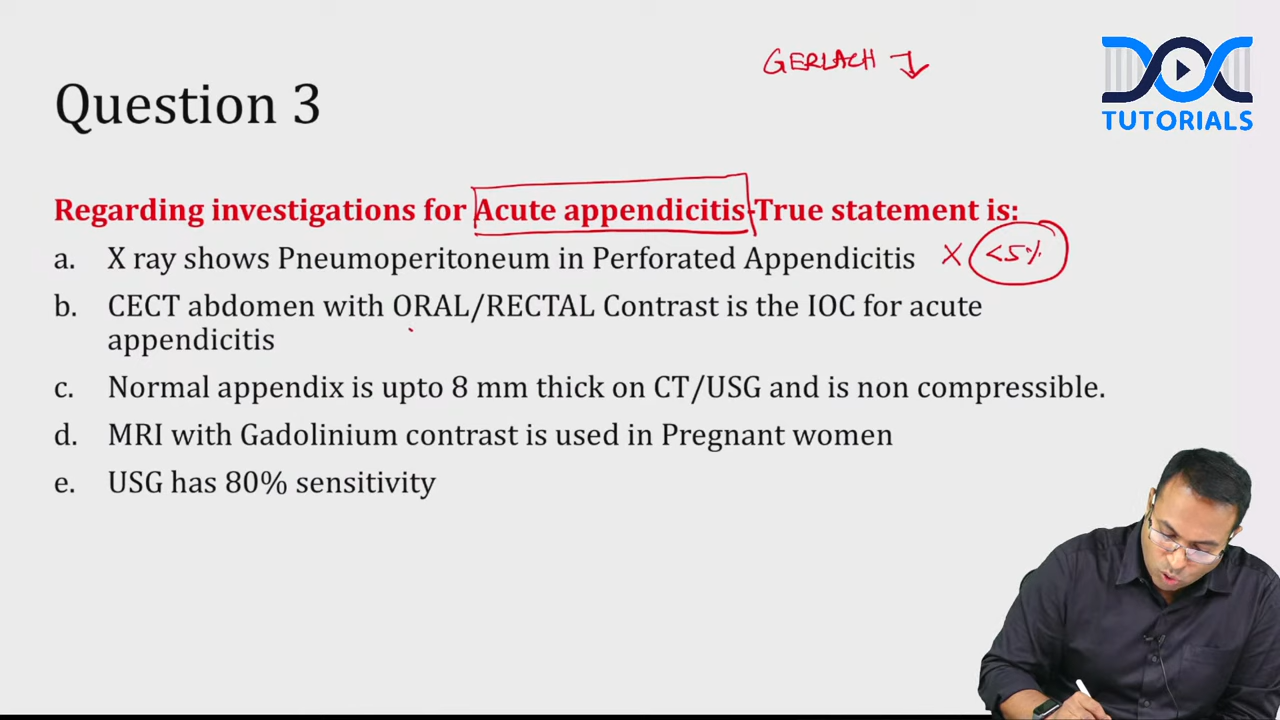 GERLACH
DOC
TUTORIALS
Question 3
Regarding investigations for Acute appendicitis-True statement is:
a. X ray shows Pneumoperitoneum in Perforated Appendicitis X <5%
b. CECT abdomen with ORAL/RECTAL Contrast is the IOC for acute
appendicitis
c. Normal appendix is upto 8 mm thick on CT/USG and is non compressible.
d. MRI with Gadolinium contrast is used in Pregnant women
e. USG has 80% sensitivity